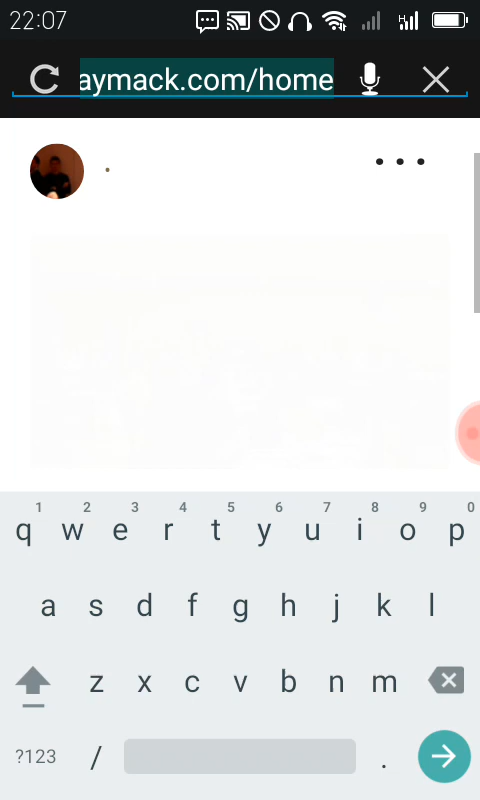 22:07
H
aymack.com/home
1 2 3 4 5 6 7 8 9 0
q w e r t y u i o p
a s d f g h j k l
z x c v b n m
?123 / .